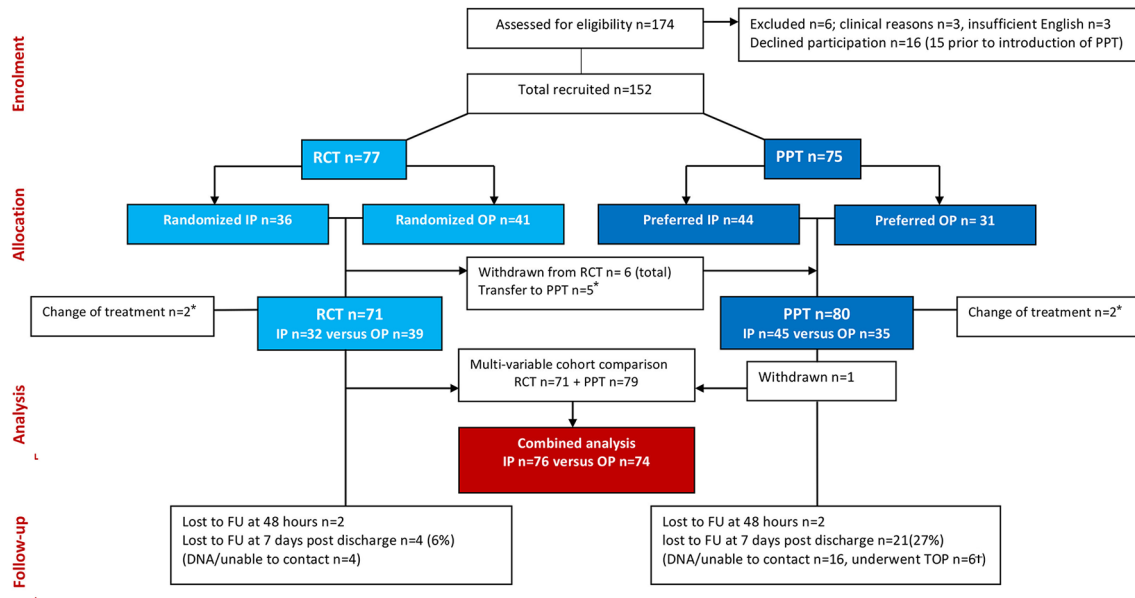 Enrolment
Assessed for eligibility n=174
Excluded n=6; clinical reasons n=3, insufficient English n=3
Declined participation n=16 (15 prior to introduction of PPT)
Total recruited n=152
RCT n=77
PPT n=75
Allocation
Randomized IP n=36
Randomized OP n=41
Preferred IP n=44
Preferred OP n= 31
Withdrawn from RCT n= 6 (total)
Transfer to PPT n=5*
Change of treatment n=2*
RCT n=71
IP n=32 versus OP n=39
PPT n=80
IP n=45 versus OP n=35
Change of treatment n=2*
Analysis
Multi-variable cohort comparison
RCT n=71 + PPT n=79
Withdrawn n=1
Combined analysis
IP n=76 versus OP n=74
Follow-up
Lost to FU at 48 hours n=2
Lost to FU at 7 days post discharge n=4 (6%)
(DNA/unable to contact n=4)
Lost to FU at 48 hours n=2
lost to FU at 7 days post discharge n=21(27%)
(DNA/unable to contact n=16, underwent TOP n=6†)